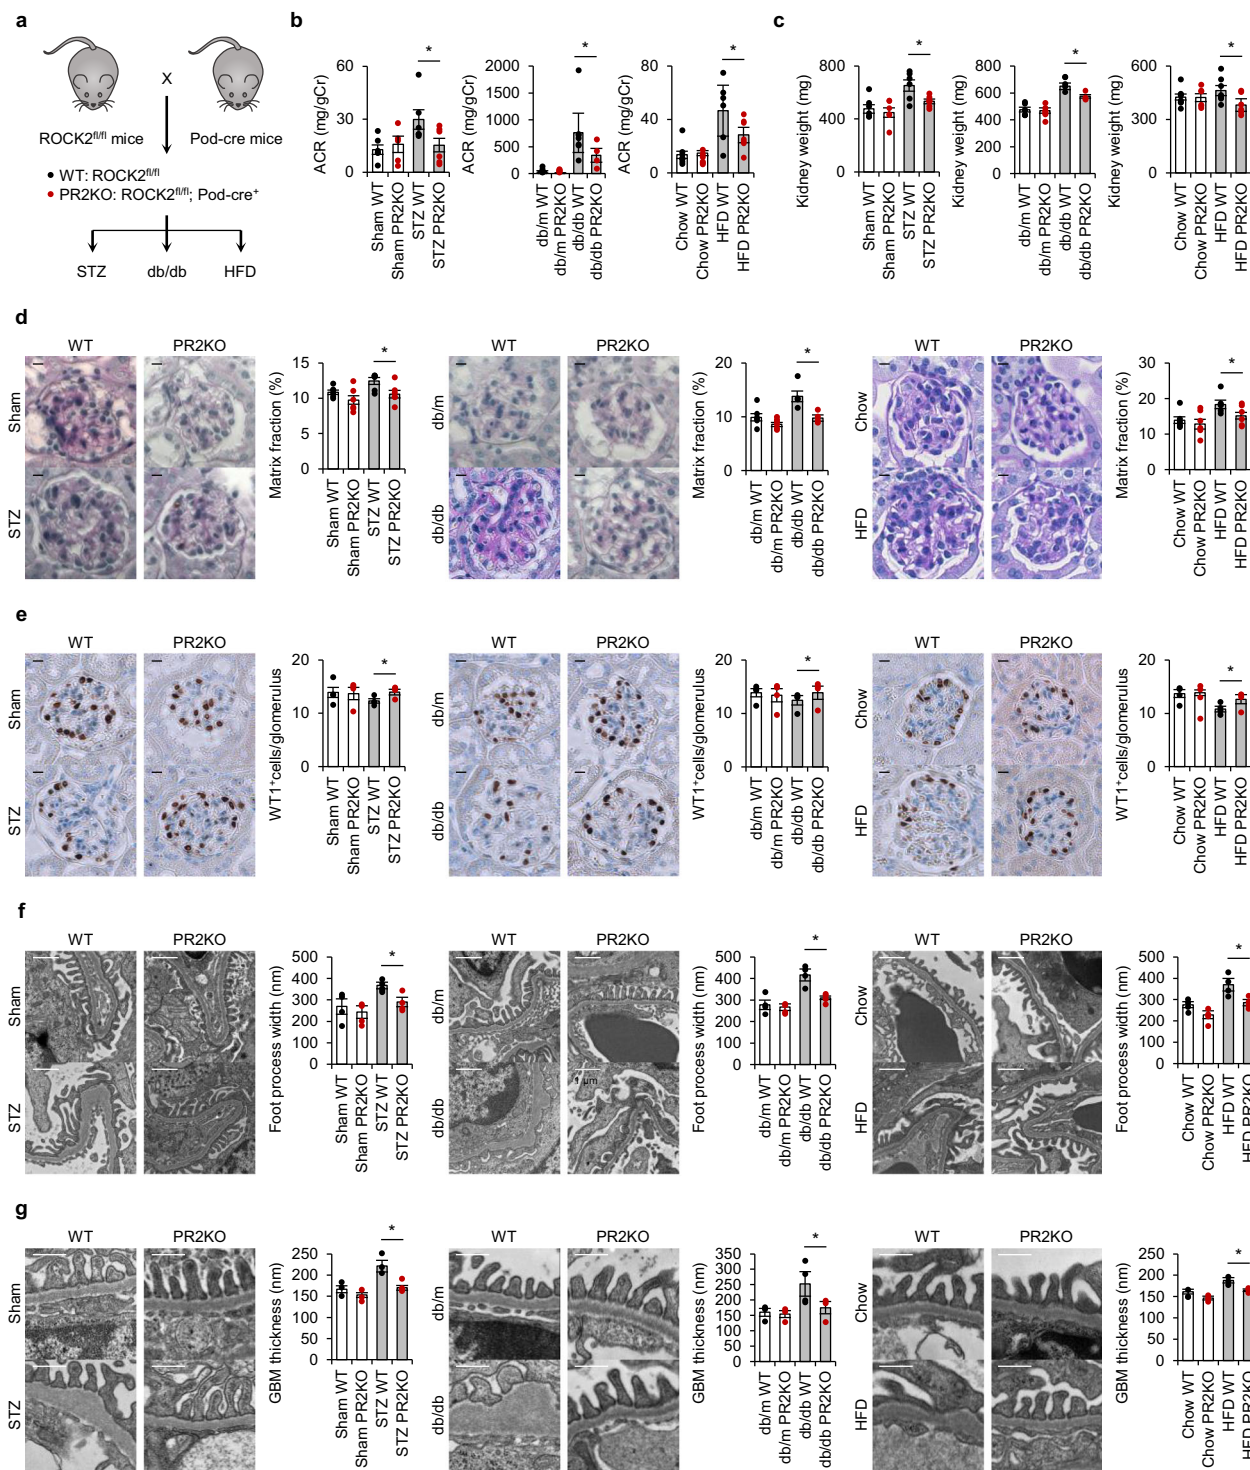 a
X
ROCK2fl/fl mice
Pod-cre mice
WT: ROCK2fl/fl
PR2KO: ROCK2fl/fl; Pod-cre+
STZ
db/db
HFD
b
ACR (mg/gCr)
60
30
0
*
Sham WT
Sham PR2KO
STZ WT
STZ PR2KO
ACR (mg/gCr)
2000
1500
1000
500
0
*
db/m WT
db/m PR2KO
db/db WT
db/db PR2KO
ACR (mg/gCr)
80
40
0
*
Chow WT
Chow PR2KO
HFD WT
HFD PR2KO
c
Kidney weight (mg)
800
400
0
*
Sham WT
Sham PR2KO
STZ WT
STZ PR2KO
Kidney weight (mg)
800
600
400
200
0
*
db/m WT
db/m PR2KO
db/db WT
db/db PR2KO
Kidney weight (mg)
600
300
0
*
Chow WT
Chow PR2KO
HFD WT
HFD PR2KO
d
WT
PR2KO
Sham
STZ
Matrix fraction (%)
15
10
5
0
*
Sham WT
Sham PR2KO
STZ WT
STZ PR2KO
WT
PR2KO
db/m
db/db
Matrix fraction (%)
20
10
0
*
db/m WT
db/m PR2KO
db/db WT
db/db PR2KO
WT
PR2KO
Chow
HFD
Matrix fraction (%)
30
20
10
0
*
Chow WT
Chow PR2KO
HFD WT
HFD PR2KO
e
WT
PR2KO
Sham
STZ
WT1+cells/glomerulus
20
10
0
*
Sham WT
Sham PR2KO
STZ WT
STZ PR2KO
WT
PR2KO
db/m
db/db
WT1+cells/glomerulus
20
10
0
*
db/m WT
db/m PR2KO
db/db WT
db/db PR2KO
WT
PR2KO
Chow
HFD
WT1+cells/glomerulus
20
10
0
*
Chow WT
Chow PR2KO
HFD WT
HFD PR2KO
f
WT
PR2KO
Sham
STZ
Foot process width (nm)
500
400
300
200
100
0
*
Sham WT
Sham PR2KO
STZ WT
STZ PR2KO
WT
PR2KO
db/m
db/db
1 µm
Foot process width (nm)
500
400
300
200
100
0
*
db/m WT
db/m PR2KO
db/db WT
db/db PR2KO
WT
PR2KO
Chow
HFD
Foot process width (nm)
500
400
300
200
100
0
*
Chow WT
Chow PR2KO
HFD WT
HFD PR2KO
g
WT
PR2KO
Sham
STZ
GBM thickness (nm)
250
200
150
100
50
0
*
Sham WT
Sham PR2KO
STZ WT
STZ PR2KO
WT
PR2KO
db/m
db/db
GBM thickness (nm)
350
300
250
200
150
100
50
0
*
db/m WT
db/m PR2KO
db/db WT
db/db PR2KO
WT
PR2KO
Chow
HFD
GBM thickness (nm)
250
200
150
100
50
0
*
Chow WT
Chow PR2KO
HFD WT
HFD PR2KO